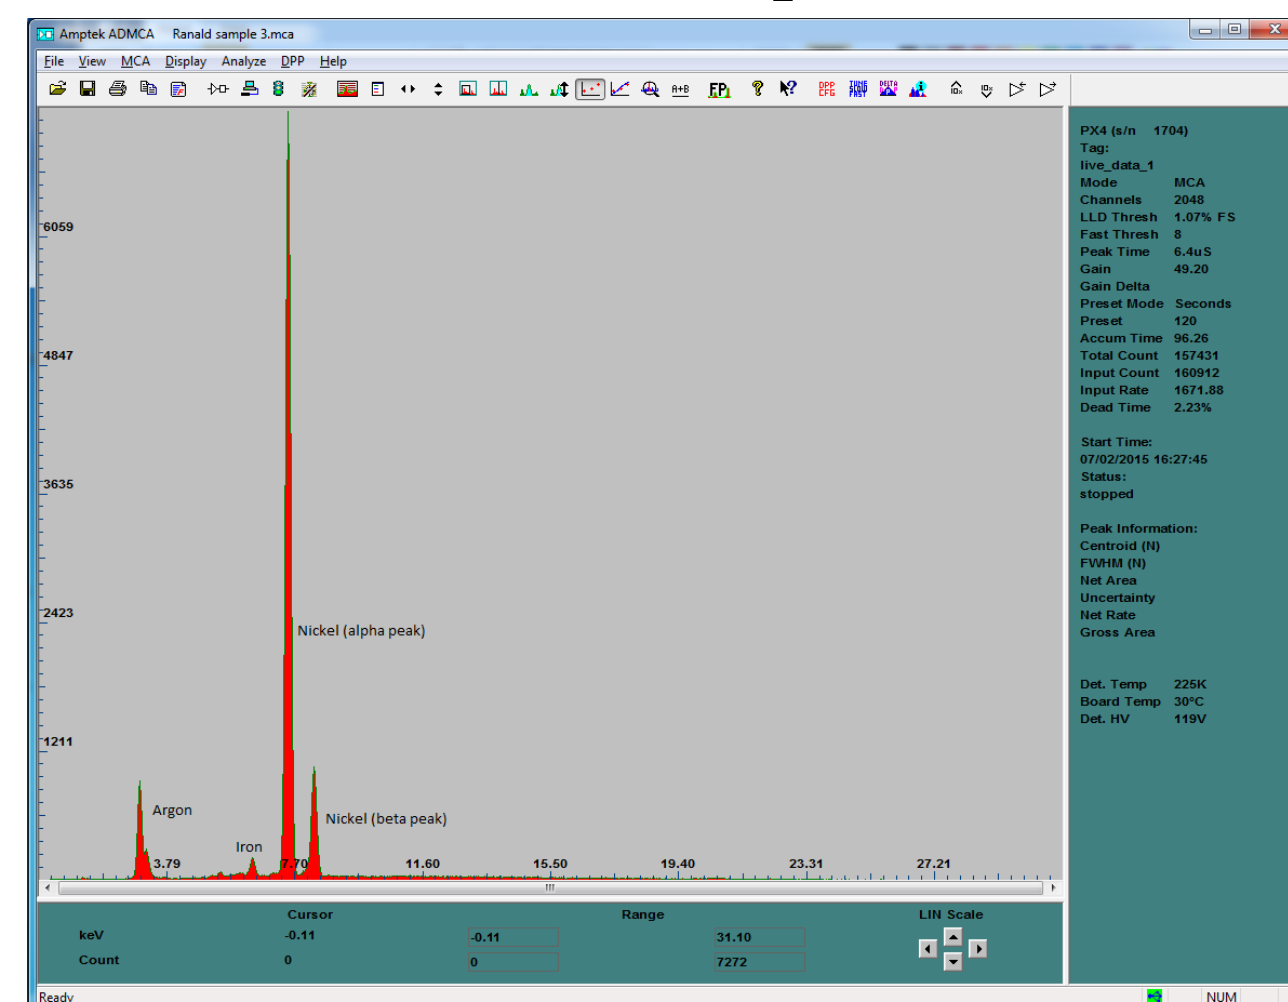 Amptek ADMCA Ranald sample 3.mca
File View MCA Display Analyze DPP Help
A+B FP ? ? DPP CFG TUNE SLOW FAST DELTA 10x 10x
6059
4847
3635
2423
1211
Nickel (alpha peak)
Argon
Nickel (beta peak)
Iron
3.79 7.70 11.60 15.50 19.40 23.31 27.21
PX4 (s/n 1704)
Tag:
live_data_1
Mode MCA
Channels 2048
LLD Thresh 1.07% FS
Fast Thresh 8
Peak Time 6.4uS
Gain 49.20
Gain Delta
Preset Mode Seconds
Preset 120
Accum Time 96.26
Total Count 157431
Input Count 160912
Input Rate 1671.88
Dead Time 2.23%
Start Time:
07/02/2015 16:27:45
Status:
stopped
Peak Information:
Centroid (N)
FWHM (N)
Net Area
Uncertainty
Net Rate
Gross Area
Det. Temp 225K
Board Temp 30°C
Det. HV 119V
Cursor Range LIN Scale
keV -0.11 -0.11 31.10
Count 0 0 7272
Ready NUM